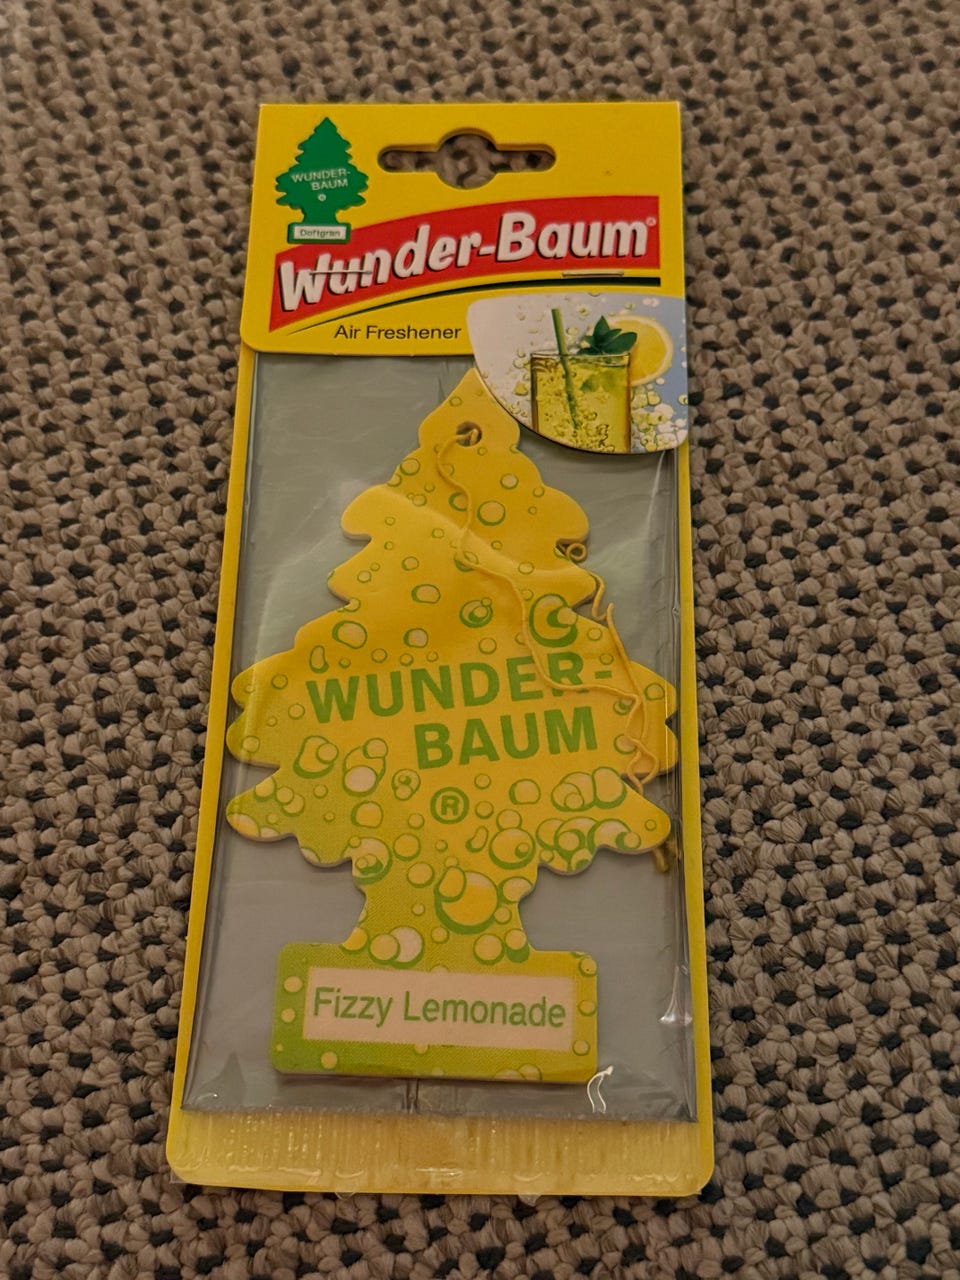 WUNDER-
BAUM
®
Doftgran
Wunder-Baum®
Air Freshener
WUNDER-
BAUM
®
Fizzy Lemonade